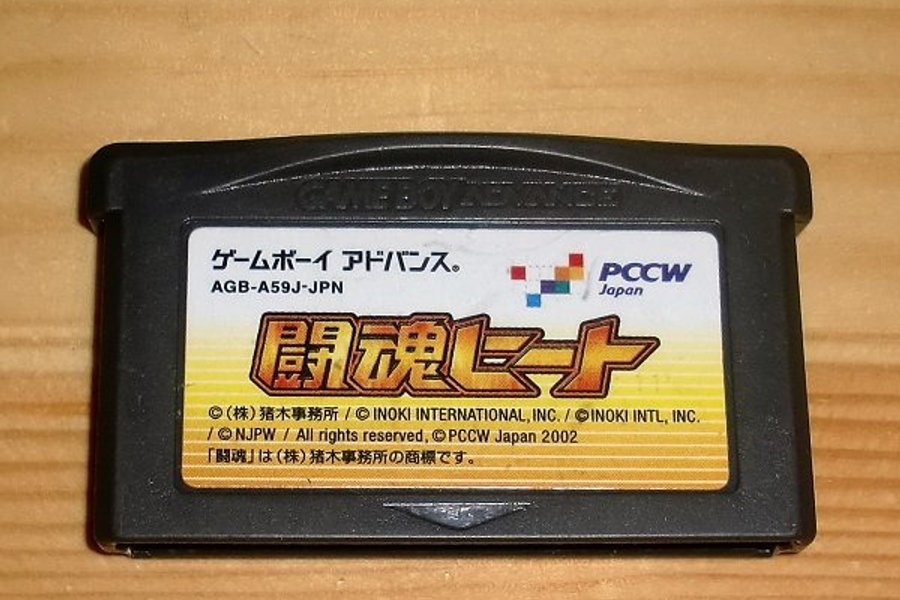 GAME BOY ADVANCE
ゲームボーイ アドバンス®
AGB-A59J-JPN
PCCW
Japan
闘魂ヒート
©(株)猪木事務所 / © INOKI INTERNATIONAL, INC. / ©INOKI INTL, INC.
/ ©NJPW / All rights reserved, ©PCCW Japan 2002
「闘魂」は(株)猪木事務所の商標です。